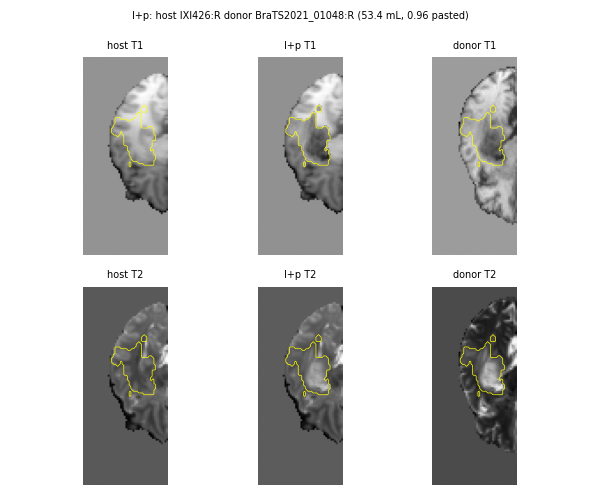 l+p: host IXI426:R donor BraTS2021_01048:R (53.4 mL, 0.96 pasted)
host T1
l+p T1
donor T1
host T2
l+p T2
donor T2